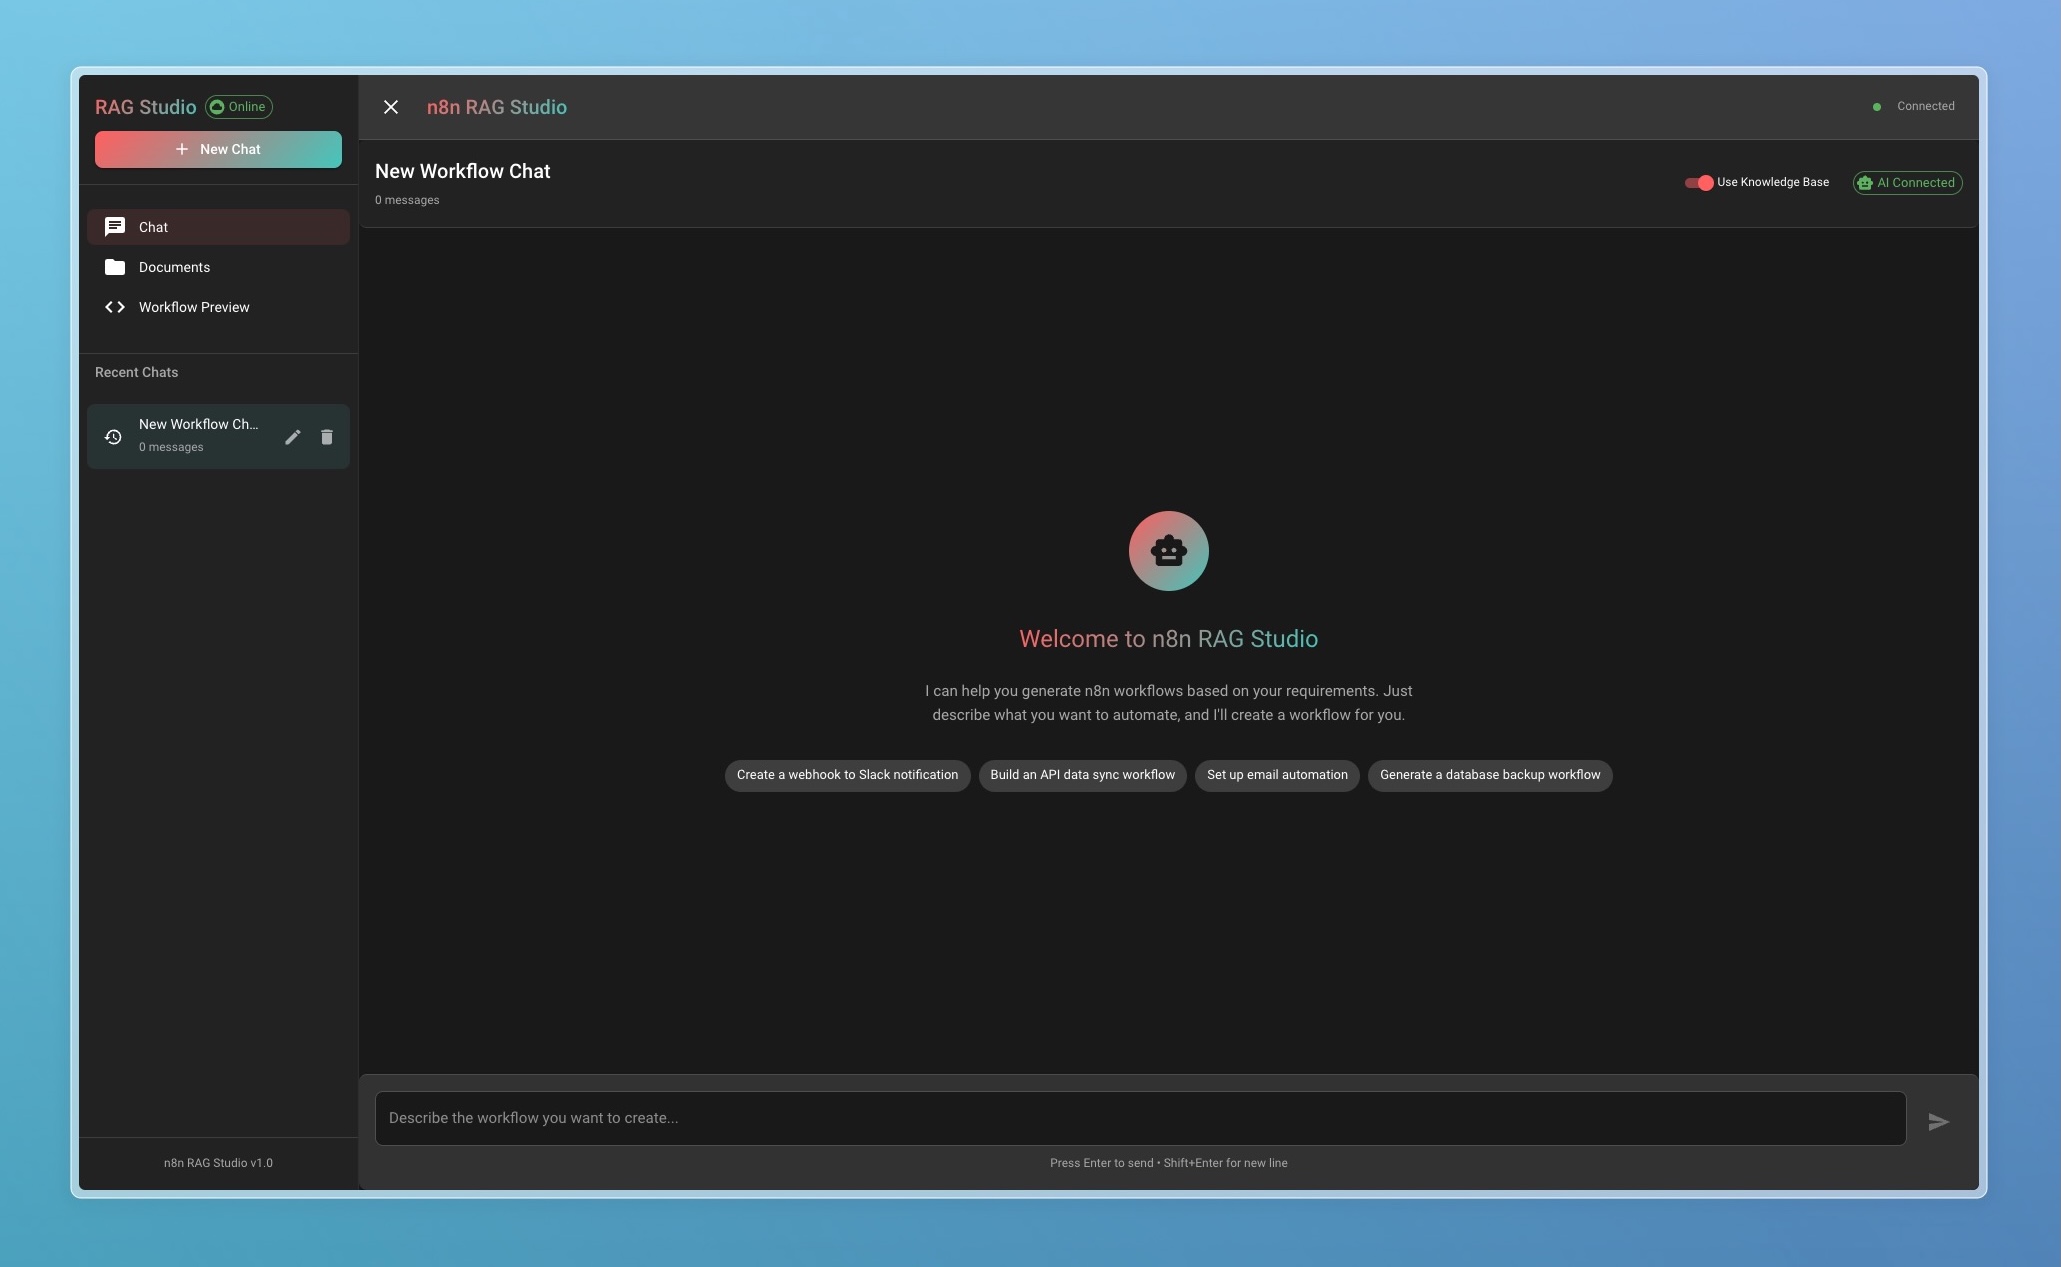 RAG Studio
Online
New Chat
Chat
Documents
Workflow Preview
Recent Chats
New Workflow Ch...
0 messages
n8n RAG Studio v1.0
n8n RAG Studio
Connected
New Workflow Chat
0 messages
Use Knowledge Base
AI Connected
Welcome to n8n RAG Studio
I can help you generate n8n workflows based on your requirements. Just
describe what you want to automate, and I'll create a workflow for you.
Create a webhook to Slack notification
Build an API data sync workflow
Set up email automation
Generate a database backup workflow
Describe the workflow you want to create...
Press Enter to send • Shift+Enter for new line